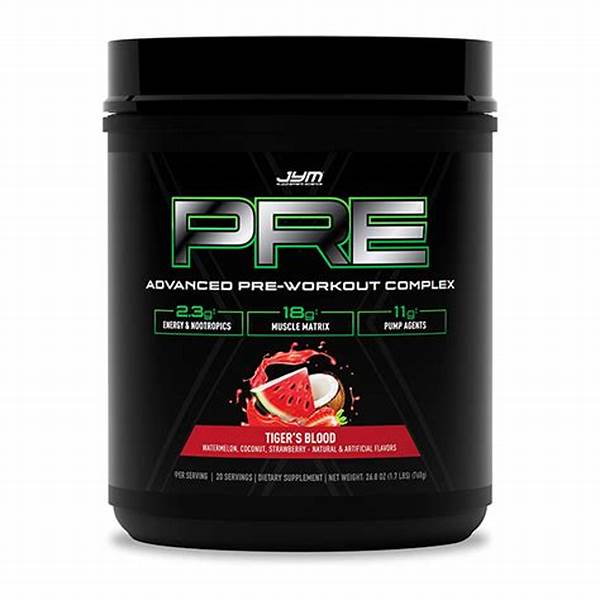 JYM
SUPPLEMENT SCIENCE
PRE
ADVANCED PRE-WORKOUT COMPLEX
2.3g‡ 18g‡ 11g‡
ENERGY & NOOTROPICS MUSCLE MATRIX PUMP AGENTS
TIGER'S BLOOD
WATERMELON, COCONUT, STRAWBERRY - NATURAL & ARTIFICIAL FLAVORS
‡PER SERVING | 20 SERVINGS | DIETARY SUPPLEMENT | NET WEIGHT: 26.8 OZ (1.7 LBS) (760g)